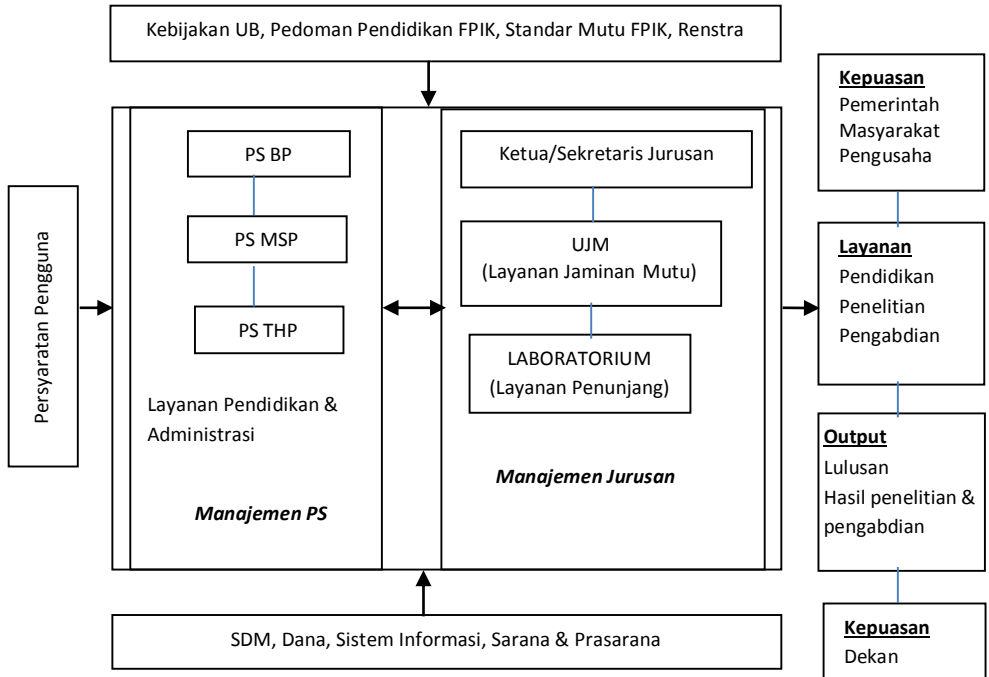 Kebijakan UB, Pedoman Pendidikan FPIK, Standar Mutu FPIK, Renstra
Persyaratan Pengguna
PS BP
PS MSP
PS THP
Layanan Pendidikan &
Administrasi
Manajemen PS
Ketua/Sekretaris Jurusan
UJM
(Layanan Jaminan Mutu)
LABORATORIUM
(Layanan Penunjang)
Manajemen Jurusan
Kepuasan
Pemerintah
Masyarakat
Pengusaha
Layanan
Pendidikan
Penelitian
Pengabdian
Output
Lulusan
Hasil penelitian &
pengabdian
Kepuasan
Dekan
SDM, Dana, Sistem Informasi, Sarana & Prasarana